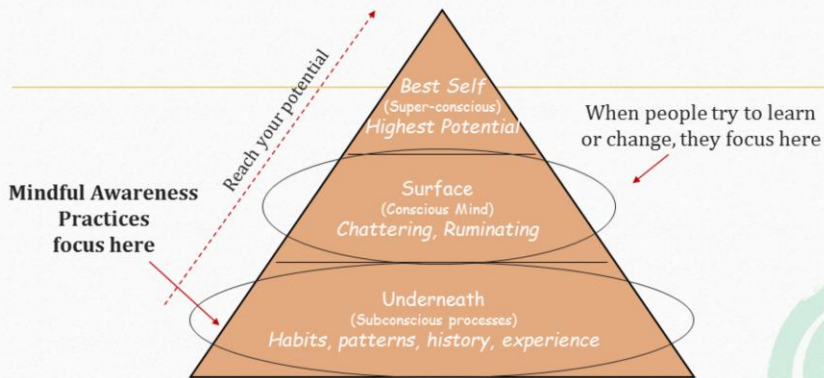 Best Self
(Super-conscious)
Highest Potential
Reach your potential
When people try to learn
or change, they focus here
Mindful Awareness
Practices
focus here
Surface
(Conscious Mind)
Chattering, Ruminating
Underneath
(Subconscious processes)
Habits, patterns, history, experience